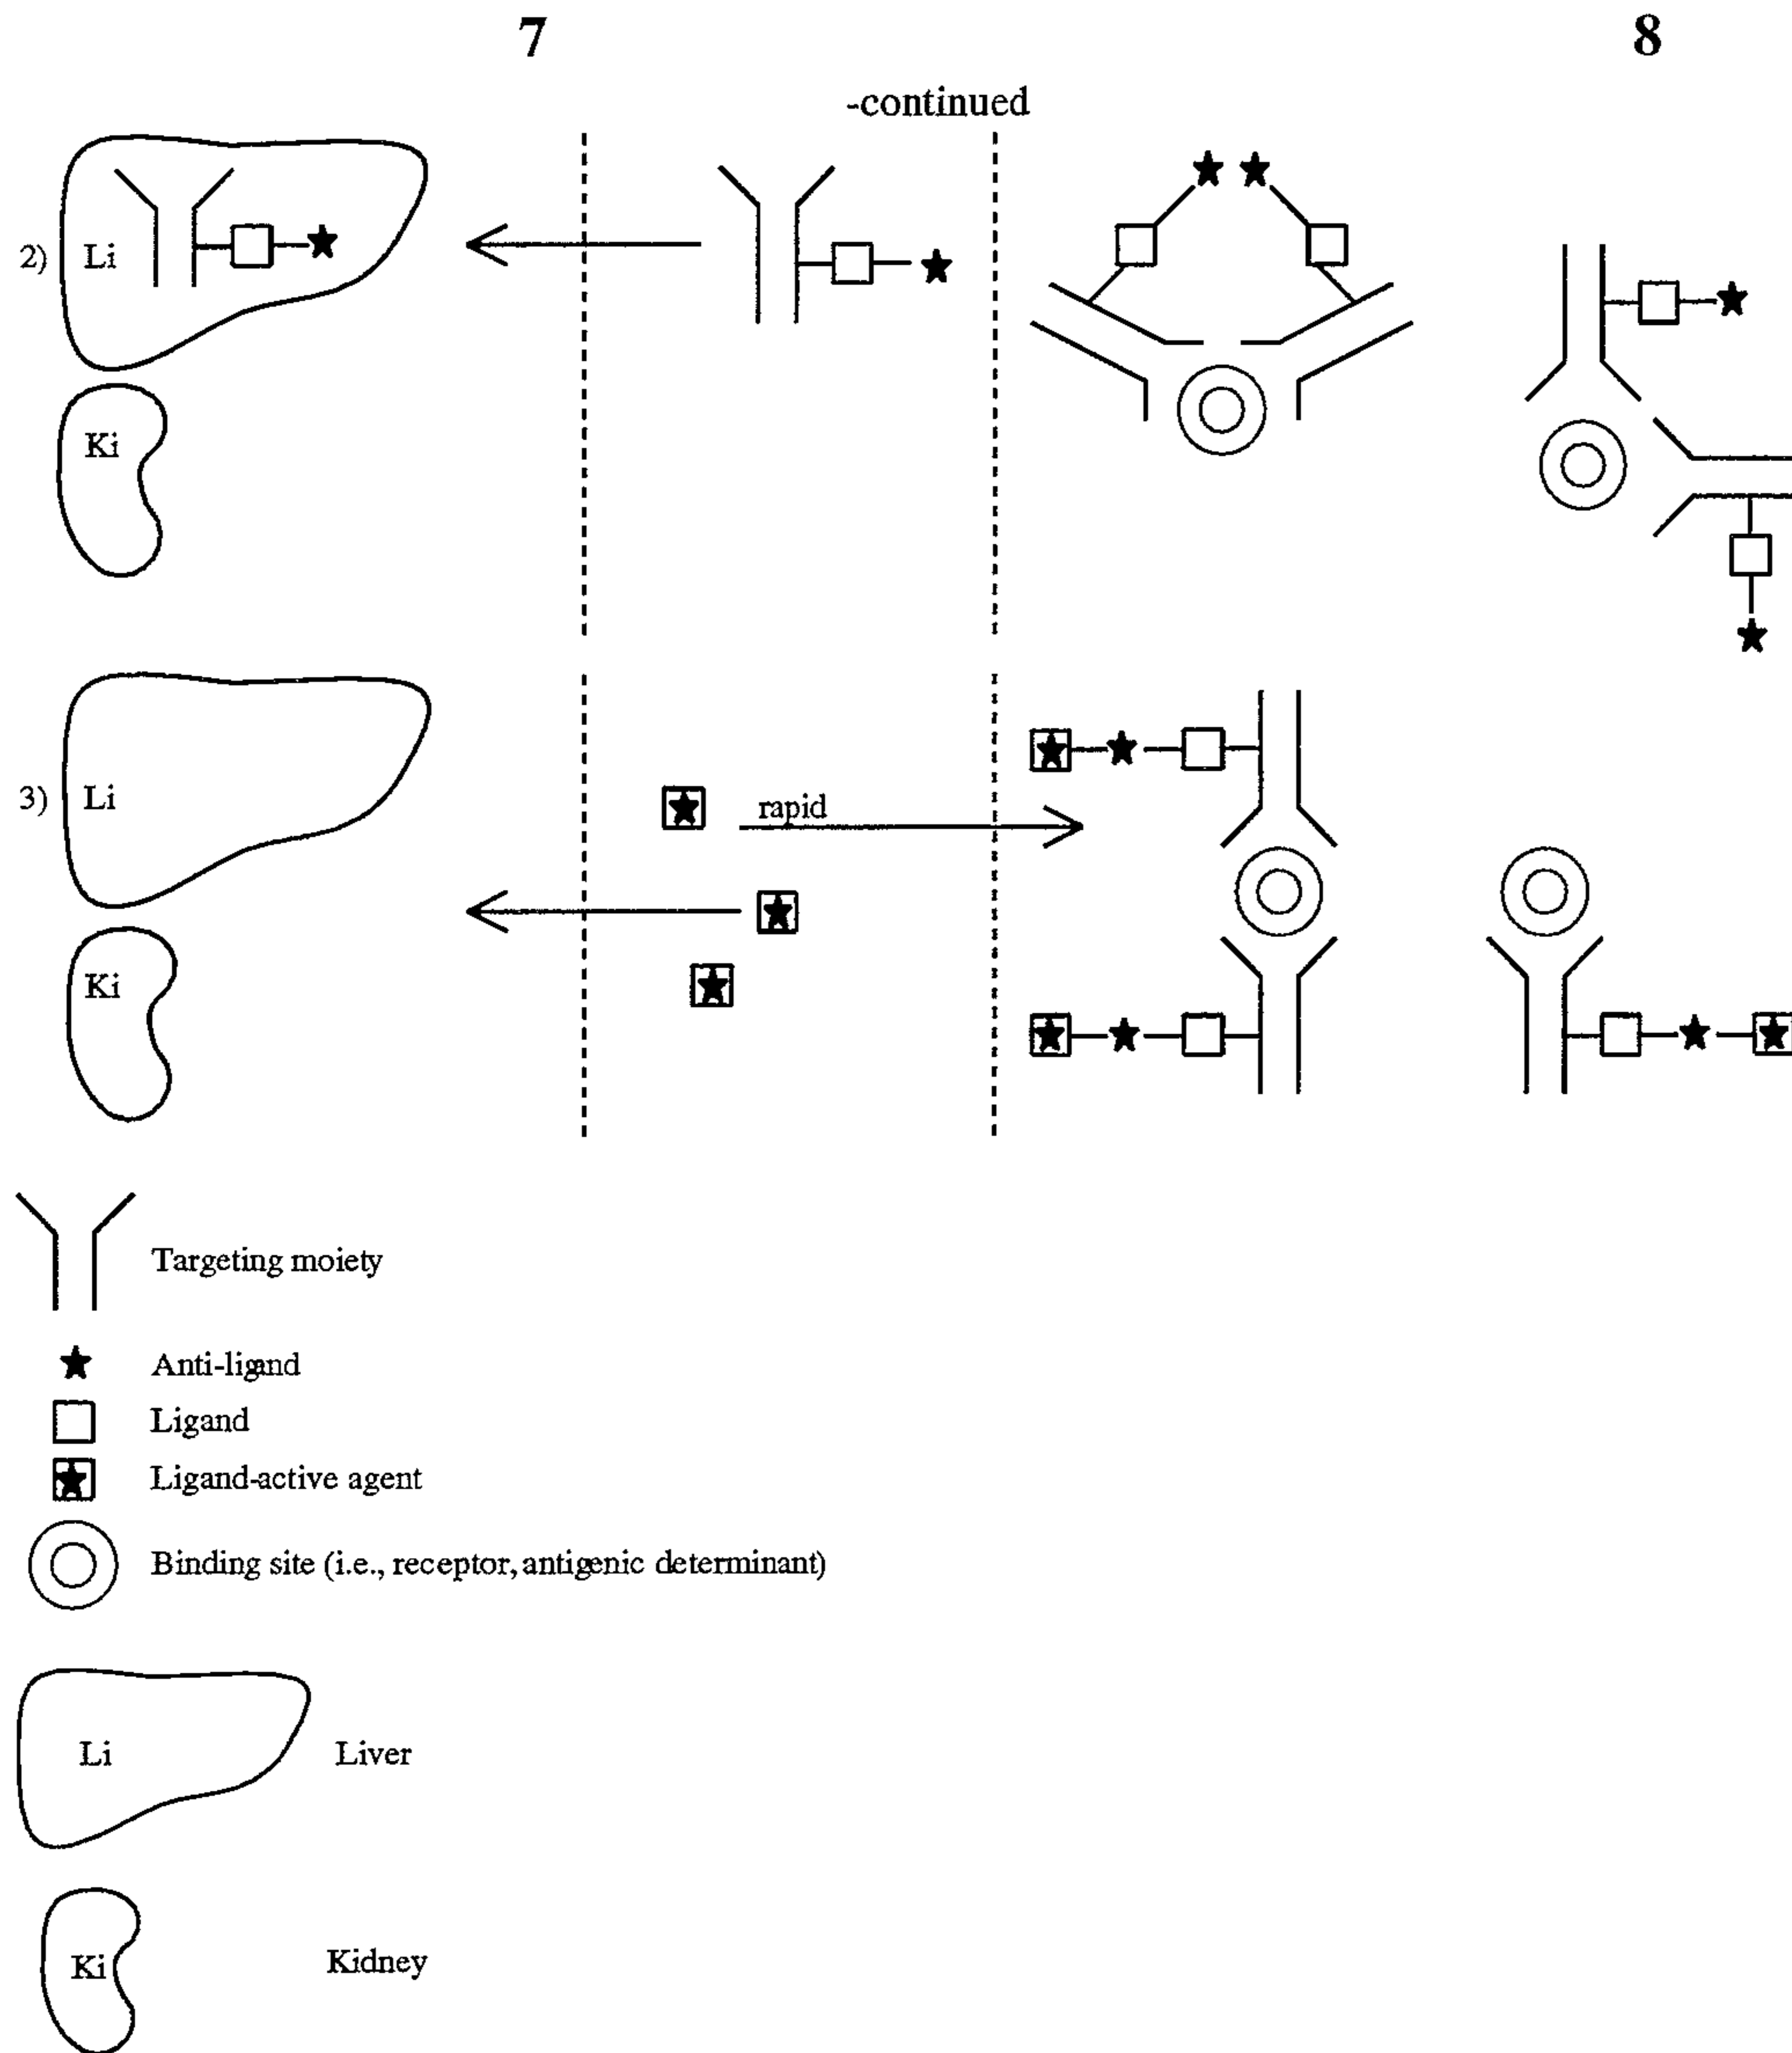 7
8
-continued
2)
Li
Ki
3)
Li
rapid
Ki
Targeting moiety
Anti-ligand
Ligand
Ligand-active agent
Binding site (i.e., receptor, antigenic determinant)
Li
Liver
Ki
Kidney